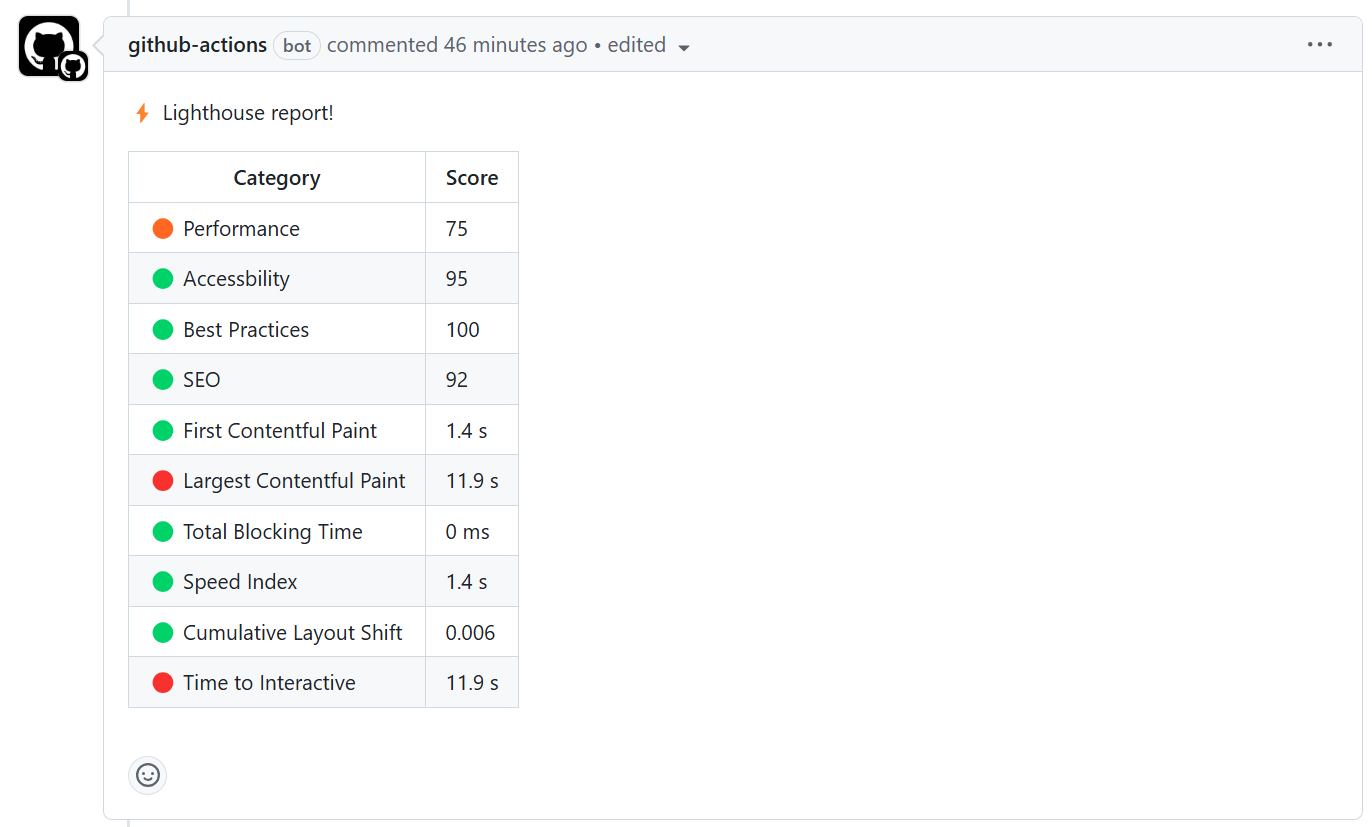 github-actions bot commented 46 minutes ago • edited
Lighthouse report!
Category Score
Performance 75
Accessbility 95
Best Practices 100
SEO 92
First Contentful Paint 1.4 s
Largest Contentful Paint 11.9 s
Total Blocking Time 0 ms
Speed Index 1.4 s
Cumulative Layout Shift 0.006
Time to Interactive 11.9 s